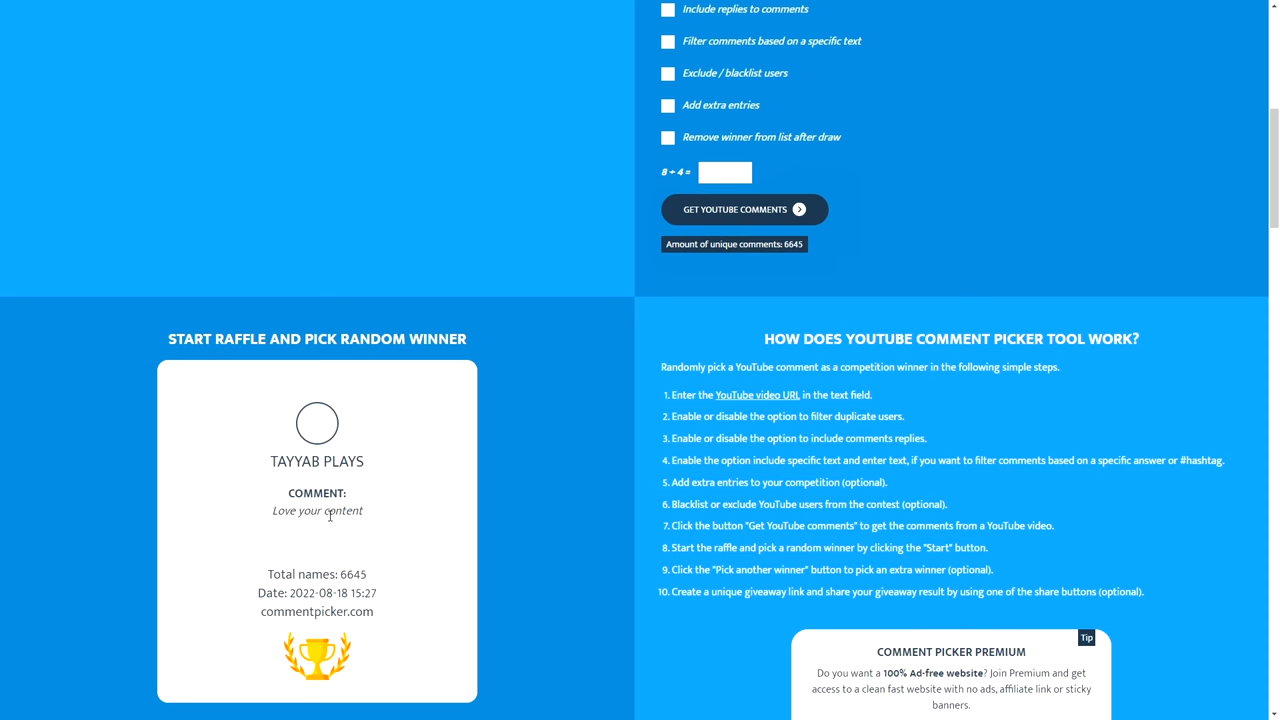 Include replies to comments
Filter comments based on a specific text
Exclude / blacklist users
Add extra entries
Remove winner from list after draw
8 ÷ 4 =
GET YOUTUBE COMMENTS
Amount of unique comments: 6645
START RAFFLE AND PICK RANDOM WINNER
TAYYAB PLAYS
COMMENT:
Love your content
Total names: 6645
Date: 2022-08-18 15:27
commentpicker.com
HOW DOES YOUTUBE COMMENT PICKER TOOL WORK?
Randomly pick a YouTube comment as a competition winner in the following simple steps.
1. Enter the YouTube video URL in the text field.
2. Enable or disable the option to filter duplicate users.
3. Enable or disable the option to include comments replies.
4. Enable the option include specific text and enter text, if you want to filter comments based on a specific answer or #hashtag.
5. Add extra entries to your competition (optional).
6. Blacklist or exclude YouTube users from the contest (optional).
7. Click the button "Get YouTube comments" to get the comments from a YouTube video.
8. Start the raffle and pick a random winner by clicking the "Start" button.
9. Click the "Pick another winner" button to pick an extra winner (optional).
10. Create a unique giveaway link and share your giveaway result by using one of the share buttons (optional).
Tip
COMMENT PICKER PREMIUM
Do you want a 100% Ad-free website? Join Premium and get
access to a clean fast website with no ads, affiliate link or sticky
banners.